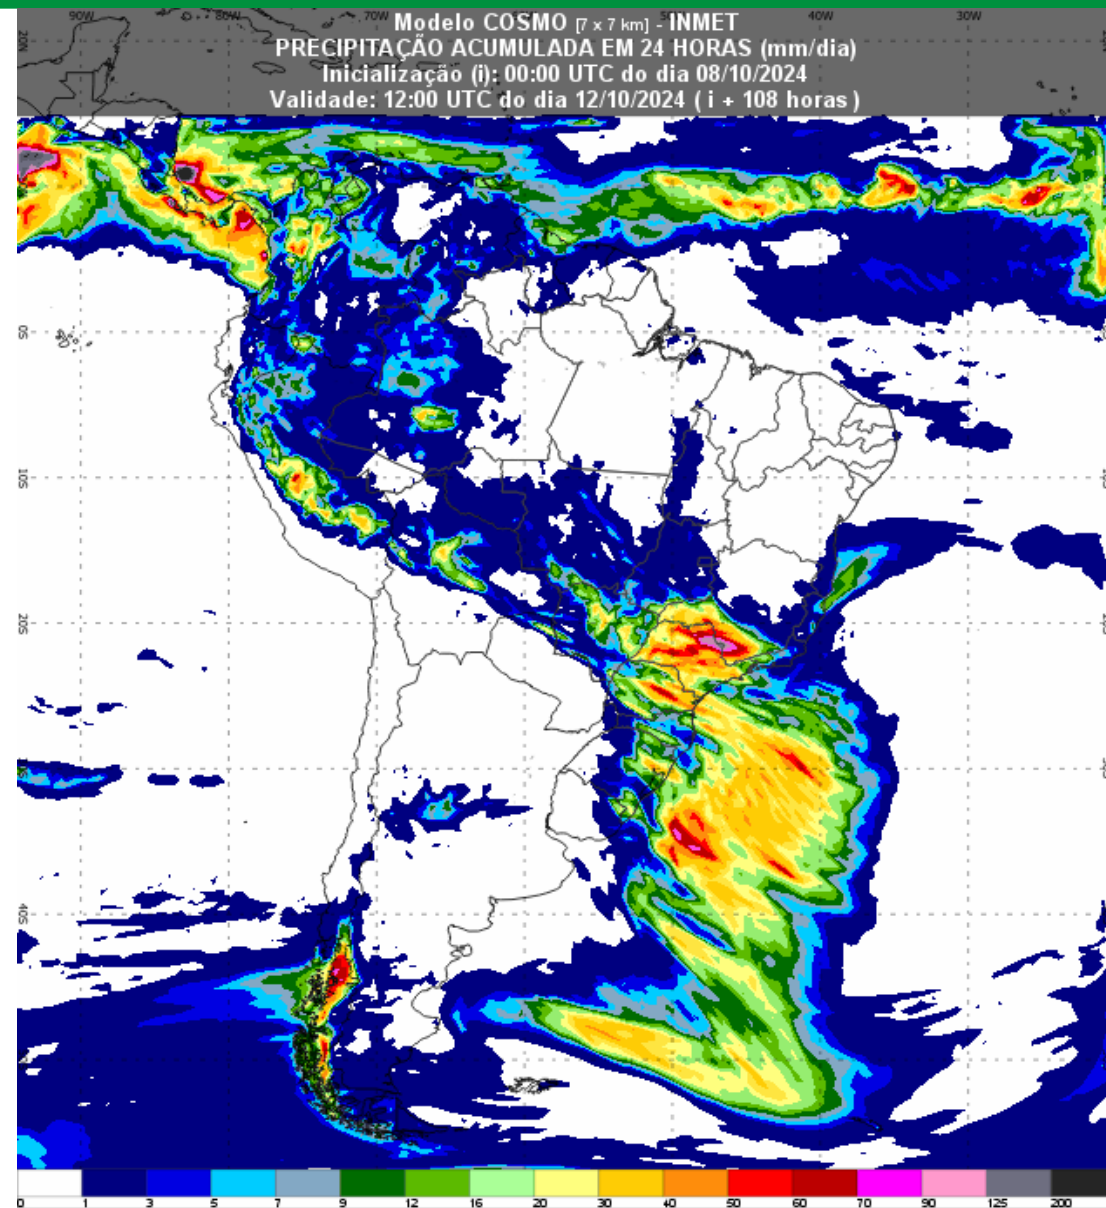 90W 80W 70W 60W 50W 40W 30W
Modelo COSMO [7 x 7 km] - INMET
PRECIPITAÇÃO ACUMULADA EM 24 HORAS (mm/dia)
Inicialização (i): 00:00 UTC do dia 08/10/2024
Validade: 12:00 UTC do dia 12/10/2024 ( i + 108 horas )
20N
0S
10S
20S
40S
0 1 3 5 7 9 12 16 20 30 40 50 60 70 90 125 200